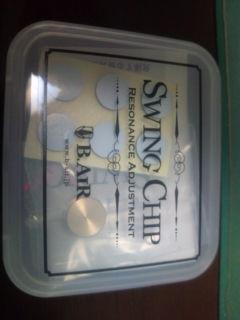 SWING CHIP
RESONANCE ADJUSTMENT
B.AIR